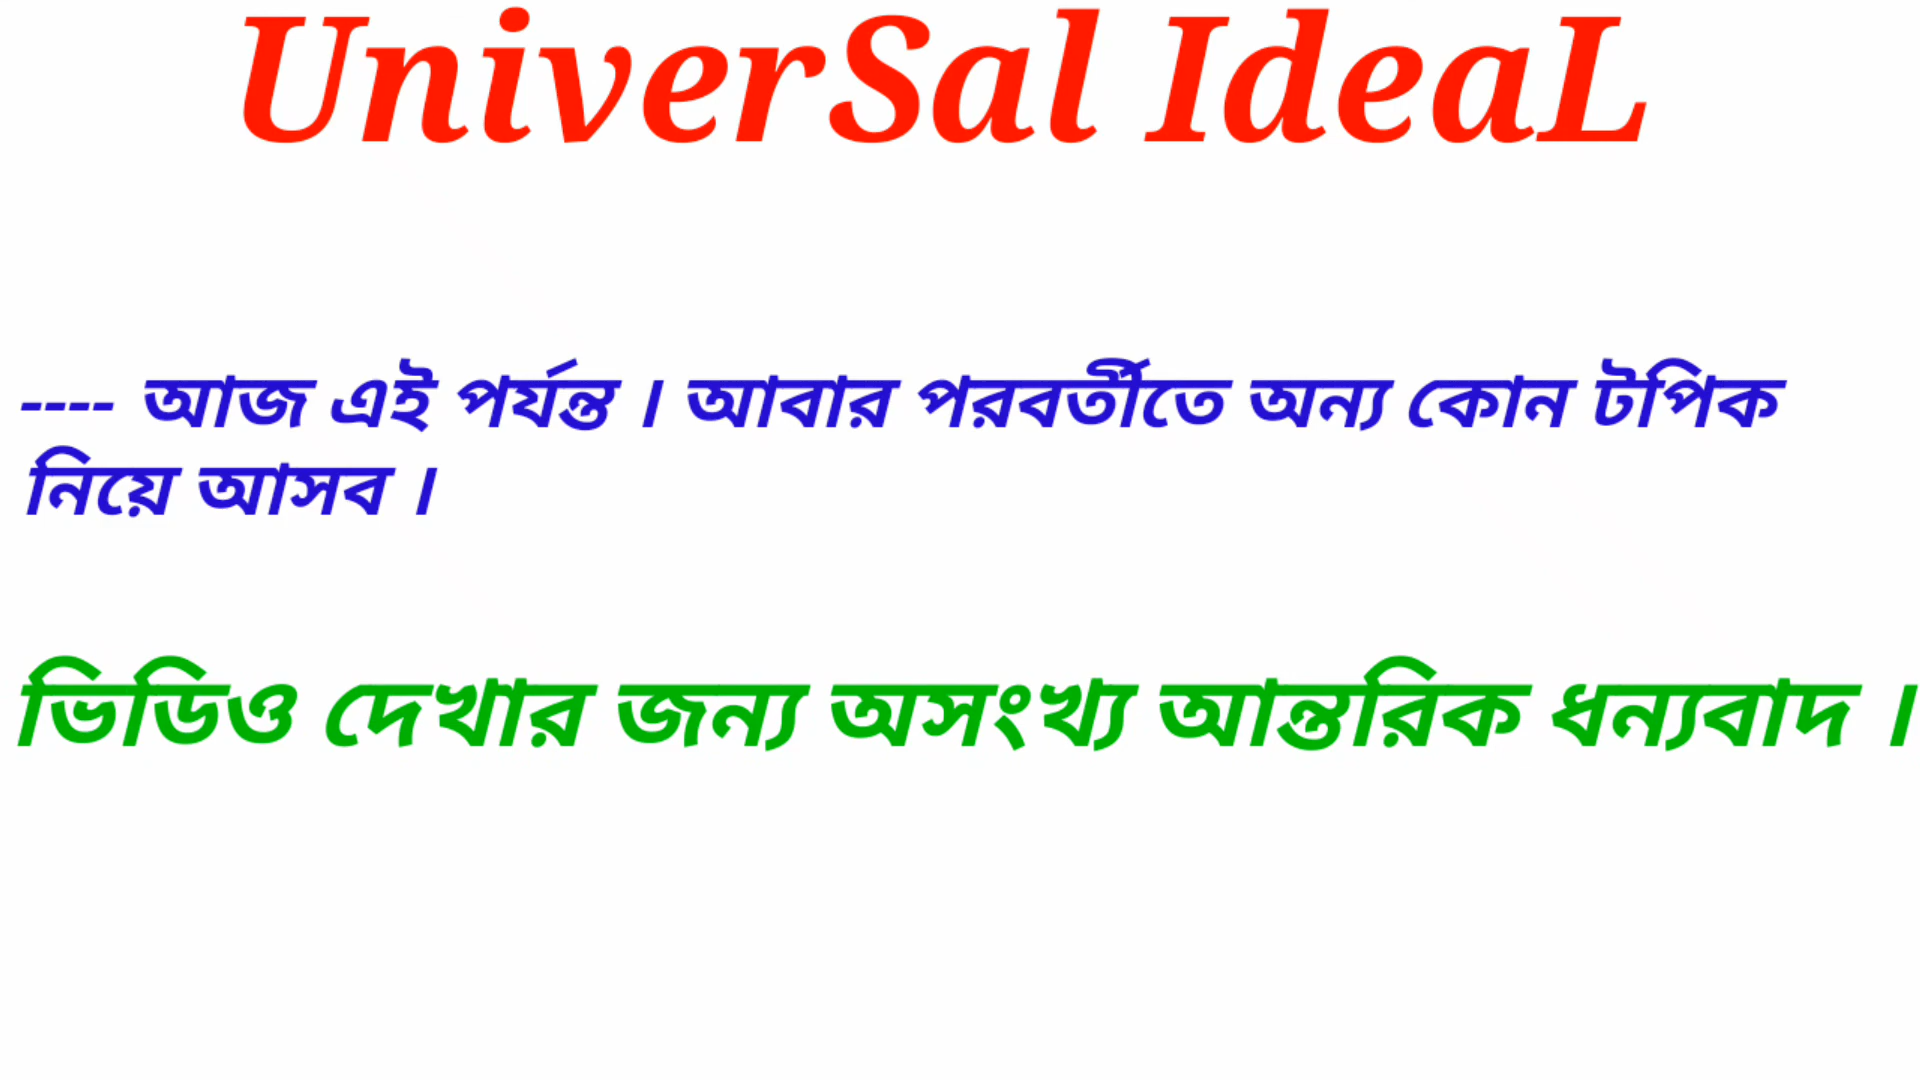 UniverSal IdeaL
---- আজ এই পর্যন্ত । আবার পরবর্তীতে অন্য কোন টপিক
নিয়ে আসব ।
ভিডিও দেখার জন্য অসংখ্য আন্তরিক ধন্যবাদ ।